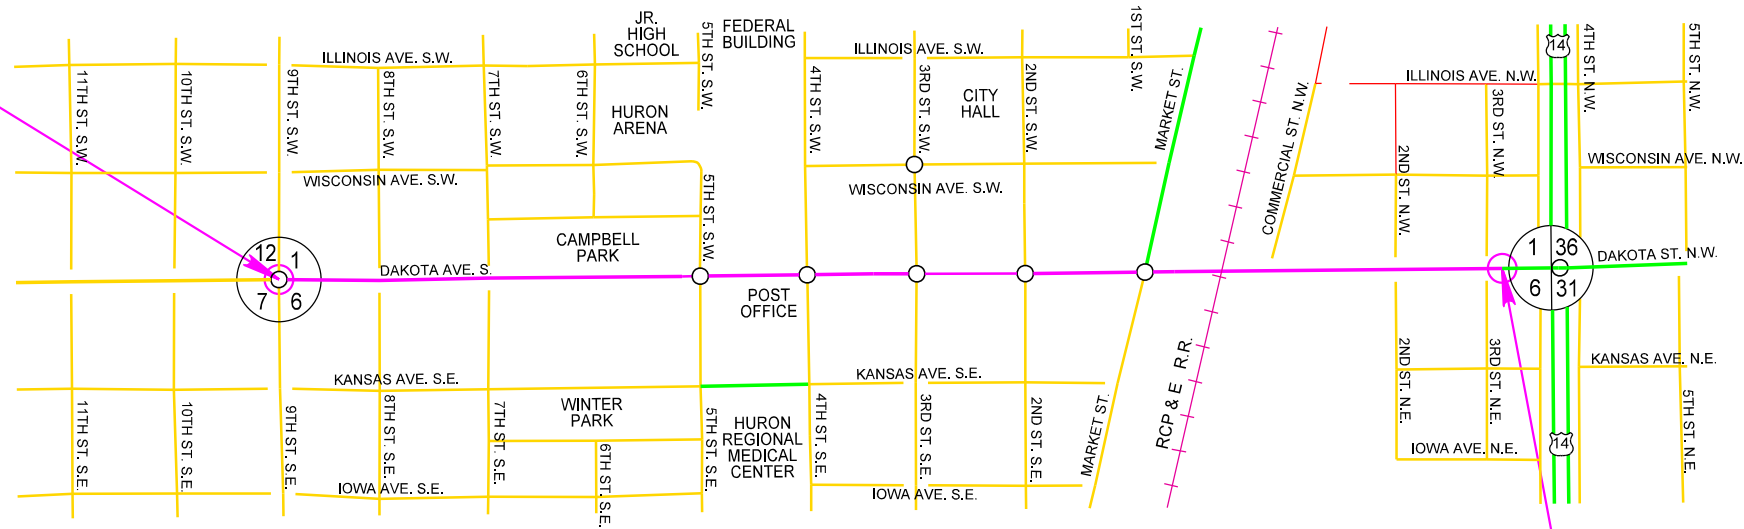 JR.
HIGH
SCHOOL
5TH ST. S.W.
FEDERAL
BUILDING
1ST ST. S.W.
14
4TH ST. N.W.
5TH ST. N.W.
ILLINOIS AVE. S.W.
ILLINOIS AVE. S.W.
ILLINOIS AVE. N.W.
11TH ST. S.W.
10TH ST. S.W.
9TH ST. S.W.
8TH ST. S.W.
7TH ST. S.W.
6TH ST. S.W.
HURON
ARENA
4TH ST. S.W.
3RD ST. S.W.
CITY
HALL
2ND ST. S.W.
MARKET ST.
COMMERCIAL ST. N.W.
2ND ST. N.W.
3RD ST. N.W.
WISCONSIN AVE. S.W.
WISCONSIN AVE. S.W.
WISCONSIN AVE. N.W.
5TH ST. S.W.
CAMPBELL
PARK
12 1
7 6
DAKOTA AVE. S.
1 36
6 31
DAKOTA ST. N.W.
POST
OFFICE
RCP & E R.R.
KANSAS AVE. S.E.
KANSAS AVE. S.E.
KANSAS AVE. N.E.
11TH ST. S.E.
10TH ST. S.E.
9TH ST. S.E.
8TH ST. S.E.
7TH ST. S.E.
WINTER
PARK
6TH ST. S.E.
5TH ST. S.E.
HURON
REGIONAL
MEDICAL
CENTER
4TH ST. S.E.
3RD ST. S.E.
2ND ST. S.E.
MARKET ST.
2ND ST. N.E.
3RD ST. N.E.
5TH ST. N.E.
IOWA AVE. N.E.
14
IOWA AVE. S.E.
IOWA AVE. S.E.